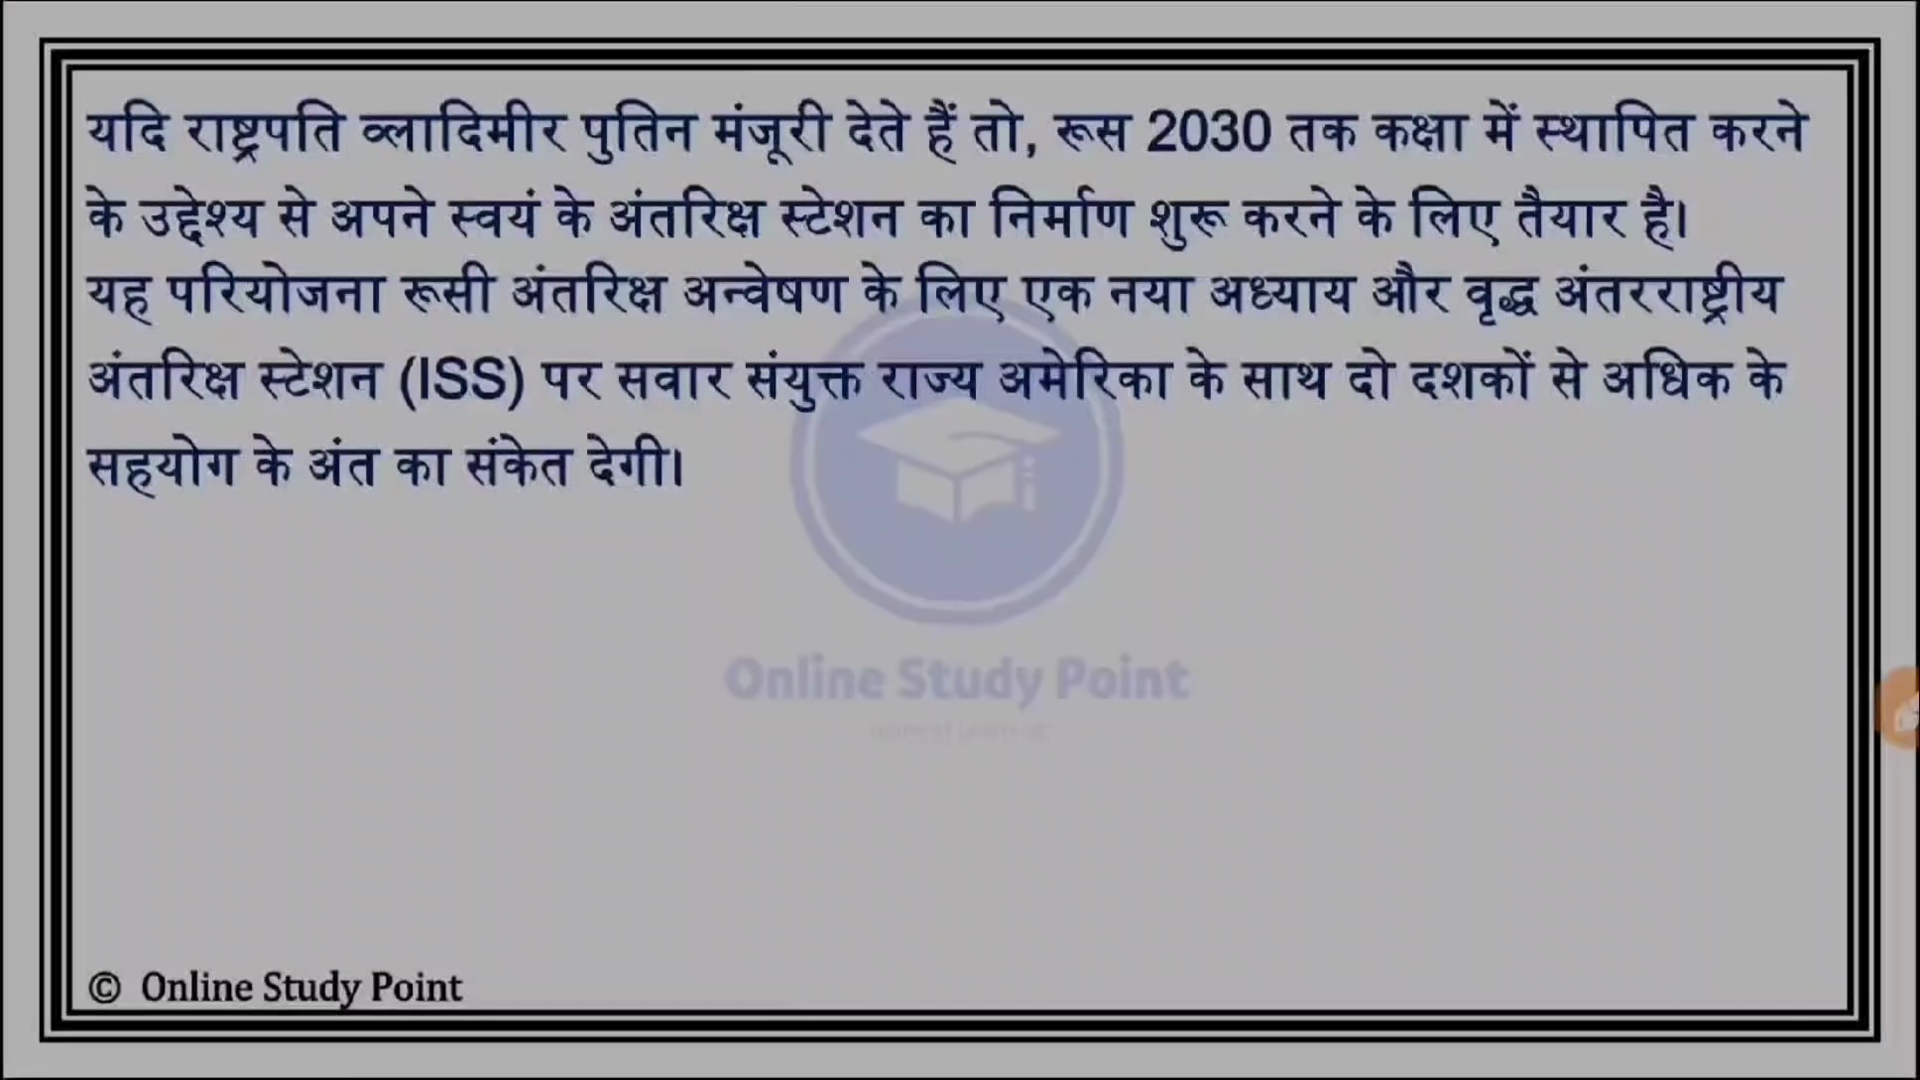 यदि राष्ट्रपति व्लादिमीर पुतिन मंजूरी देते हैं तो, रूस 2030 तक कक्षा में स्थापित करने
के उद्देश्य से अपने स्वयं के अंतरिक्ष स्टेशन का निर्माण शुरू करने के लिए तैयार है।
यह परियोजना रूसी अंतरिक्ष अन्वेषण के लिए एक नया अध्याय और वृद्ध अंतरराष्ट्रीय
अंतरिक्ष स्टेशन (ISS) पर सवार संयुक्त राज्य अमेरिका के साथ दो दशकों से अधिक के
सहयोग के अंत का संकेत देगी।
Online Study Point
© Online Study Point